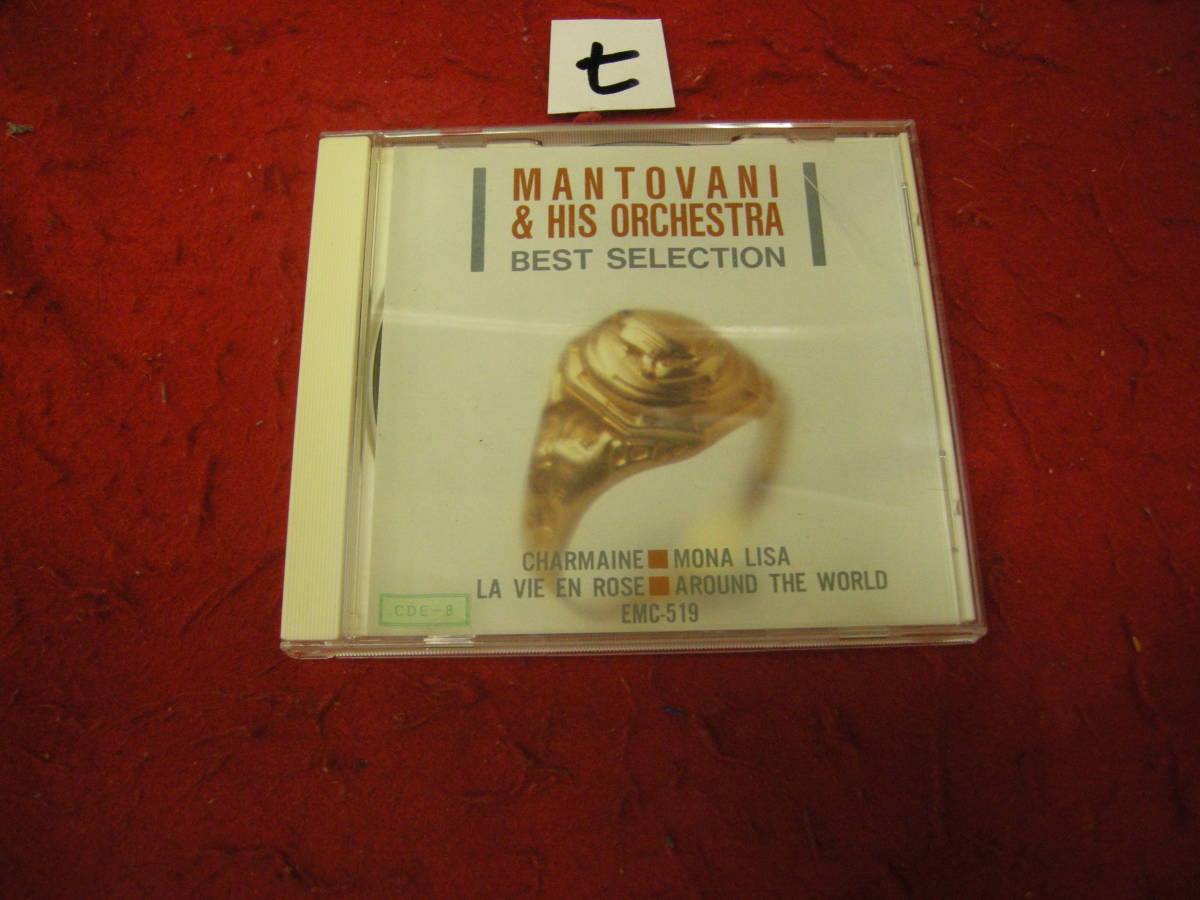 セ
MANTOVANI
& HIS ORCHESTRA
BEST SELECTION
CHARMAINE ■ MONA LISA
LA VIE EN ROSE ■ AROUND THE WORLD
EMC-519
CDE-8